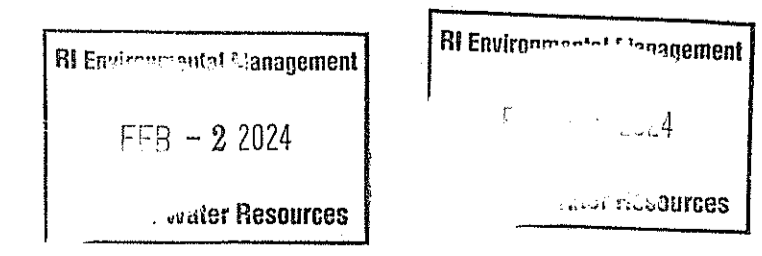 RI Environmental Management
FEB - 2 2024
Water Resources
RI Environmental Management
Resources